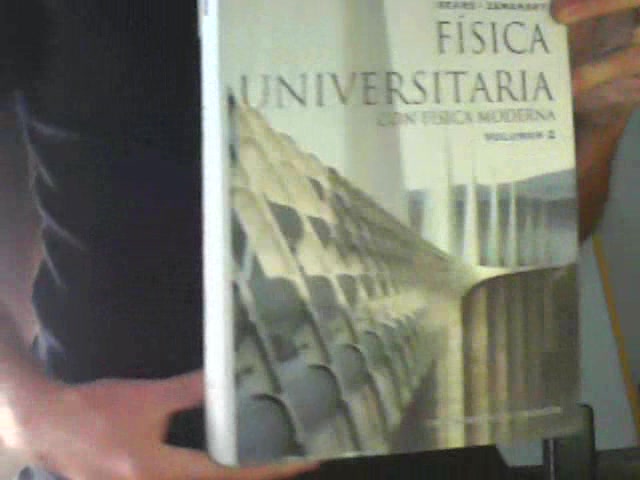 SEARS • ZEMANSKY
FÍSICA
UNIVERSITARIA
CON FÍSICA MODERNA
VOLUMEN 2